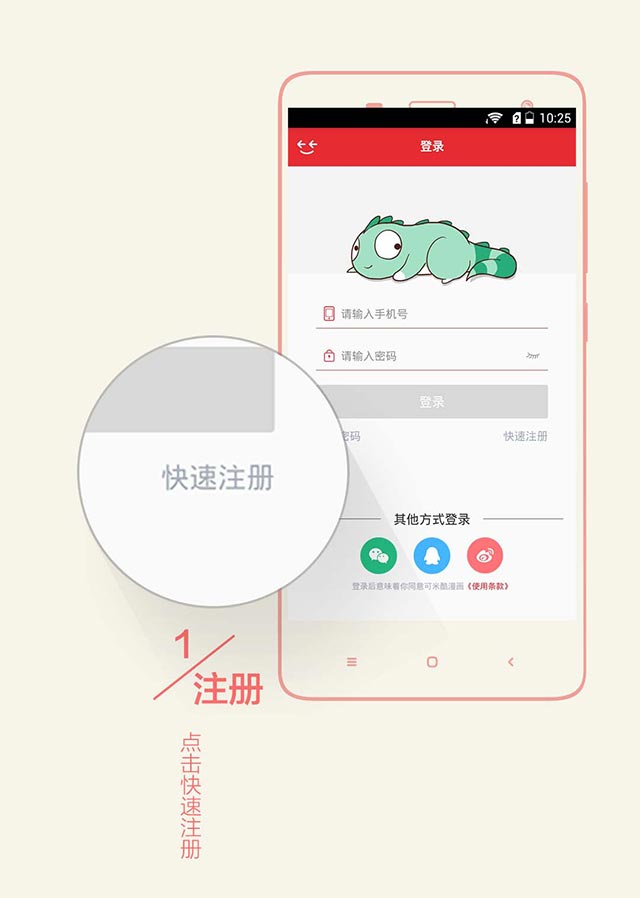 10:25
登录
请输入手机号
请输入密码
登录
密码
快速注册
快速注册
其他方式登录
登录后意味着你同意可米酷漫画《使用条款》
1
注册
点击快速注册